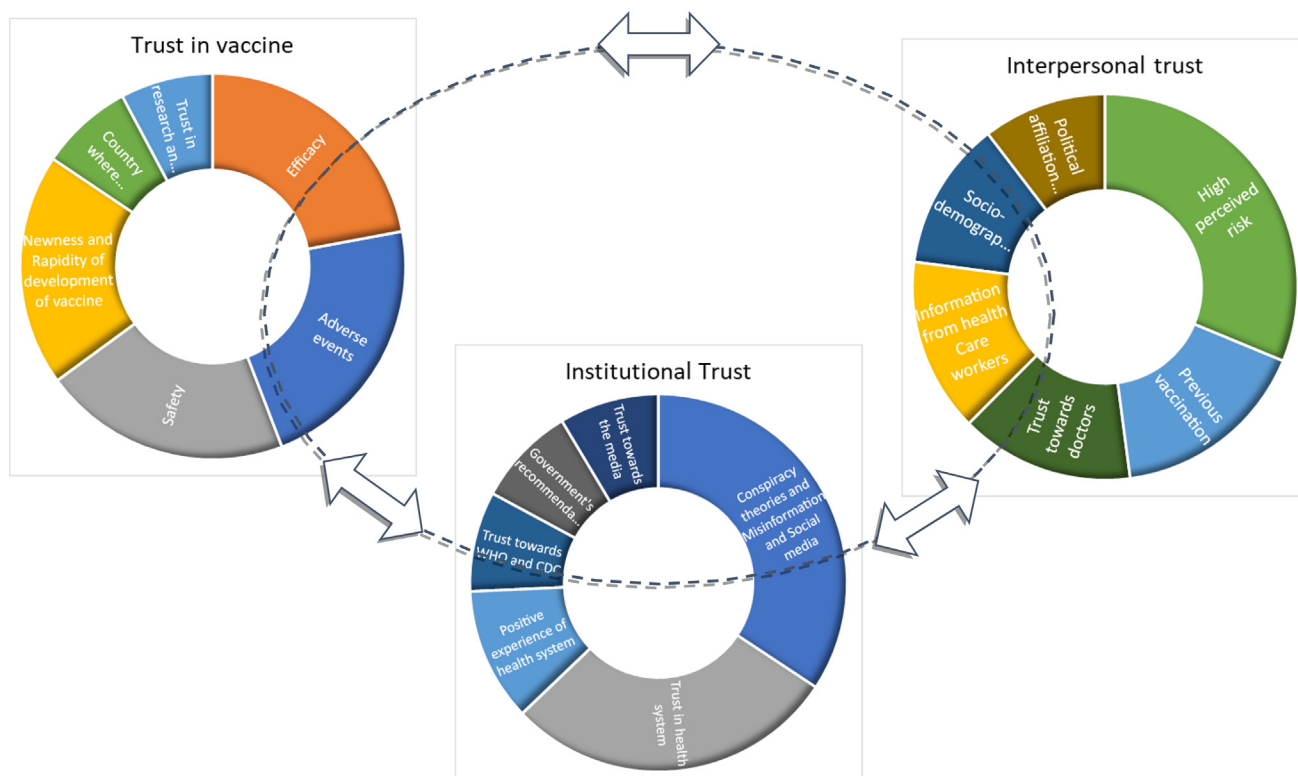 Trust in vaccine
Trust in
research an...
Efficacy
Country
where...
Newness and
Rapidity of
development
of vaccine
Adverse
events
Safety
Interpersonal trust
Political
affiliation...
High
perceived
risk
Socio-
demograp...
Information
from health
Care
workers
Previous
vaccination
Trust
towards
doctors
Institutional Trust
Trust towards
the media
Government's
recommenda...
Conspiracy
theories and
Misinformation
and Social
media
Trust towards
WHO and CDC
Positive
experience of
health system
Trust in health
system